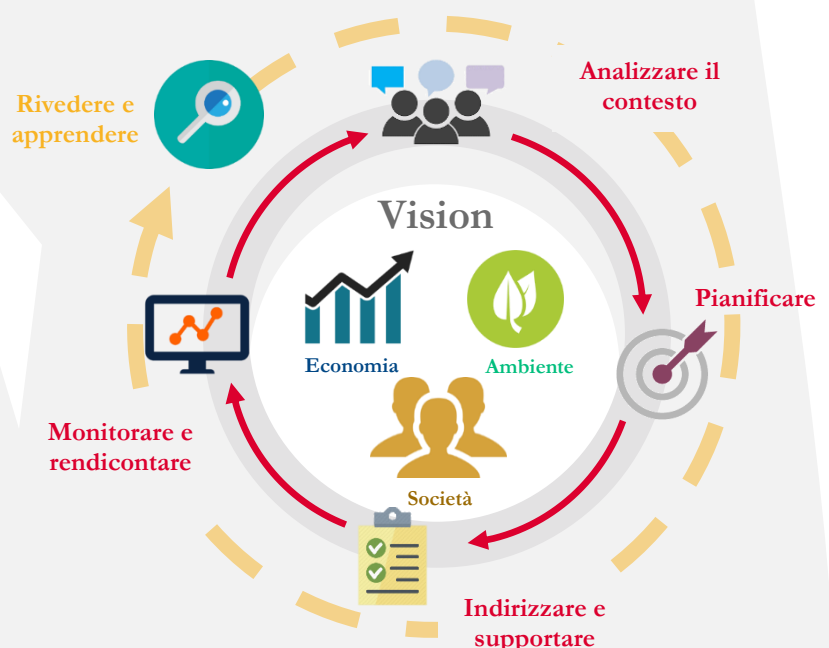 Analizzare il
contesto
Rivedere e
apprendere
Vision
Pianificare
Economia
Ambiente
Monitorare e
rendicontare
Società
Indirizzare e
supportare